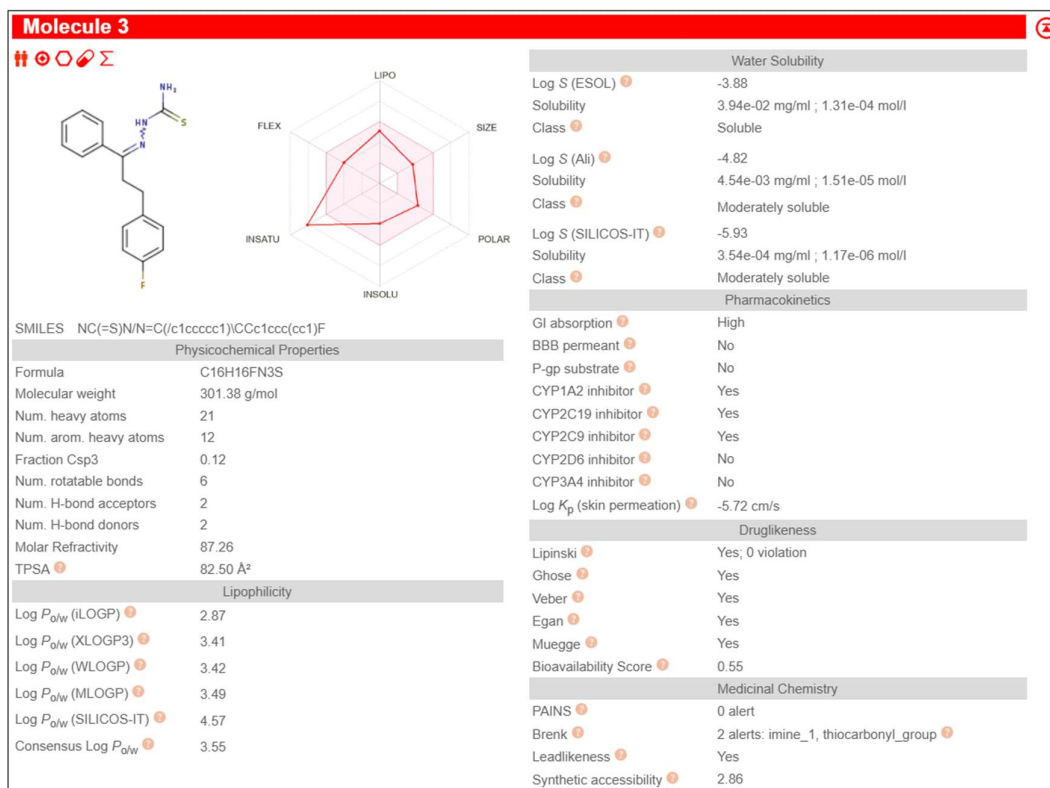 Molecule 3
NH₂
HN
S
N
F
LIPO
FLEX
SIZE
INSATU
POLAR
INSOLU
SMILES NC(=S)N/N=C(/c1ccccc1)\CCc1ccc(cc1)F
Physicochemical Properties
Formula C16H16FN3S
Molecular weight 301.38 g/mol
Num. heavy atoms 21
Num. arom. heavy atoms 12
Fraction Csp3 0.12
Num. rotatable bonds 6
Num. H-bond acceptors 2
Num. H-bond donors 2
Molar Refractivity 87.26
TPSA ? 82.50 Å²
Lipophilicity
Log Po/w (iLOGP) ? 2.87
Log Po/w (XLOGP3) ? 3.41
Log Po/w (WLOGP) ? 3.42
Log Po/w (MLOGP) ? 3.49
Log Po/w (SILICOS-IT) ? 4.57
Consensus Log Po/w ? 3.55
Water Solubility
Log S (ESOL) ? -3.88
Solubility 3.94e-02 mg/ml ; 1.31e-04 mol/l
Class ? Soluble
Log S (Ali) ? -4.82
Solubility 4.54e-03 mg/ml ; 1.51e-05 mol/l
Class ? Moderately soluble
Log S (SILICOS-IT) ? -5.93
Solubility 3.54e-04 mg/ml ; 1.17e-06 mol/l
Class ? Moderately soluble
Pharmacokinetics
GI absorption ? High
BBB permeant ? No
P-gp substrate ? No
CYP1A2 inhibitor ? Yes
CYP2C19 inhibitor ? Yes
CYP2C9 inhibitor ? Yes
CYP2D6 inhibitor ? No
CYP3A4 inhibitor ? No
Log Kp (skin permeation) ? -5.72 cm/s
Druglikeness
Lipinski ? Yes; 0 violation
Ghose ? Yes
Veber ? Yes
Egan ? Yes
Muegge ? Yes
Bioavailability Score ? 0.55
Medicinal Chemistry
PAINS ? 0 alert
Brenk ? 2 alerts: imine_1, thiocarbonyl_group ?
Leadlikeness ? Yes
Synthetic accessibility ? 2.86